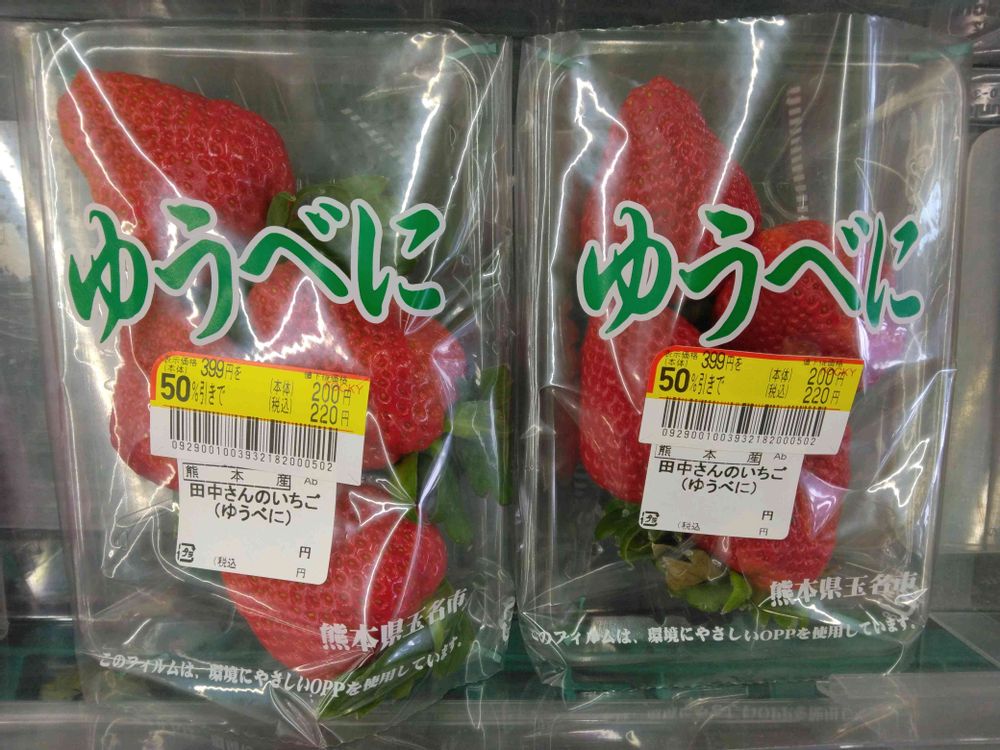 ゆうべに
表示価格
(本体) 399円を
50%引きで
値下後価格
(本体) 200円
(税込) 220円
0929001003932182000502
熊本産 Ab
田中さんのいちご
(ゆうべに)
円
(税込 円
熊本県玉名市
このフィルムは、環境にやさしいOPPを使用しています。
ゆうべに
表示価格
(本体) 399円を
50%引きで
(本体) 200円
(税込) 220円
0929001003932182000502
熊本産 Ab
田中さんのいちご
(ゆうべに)
円
(税込 円
熊本県玉名市
このフィルムは、環境にやさしいOPPを使用しています。